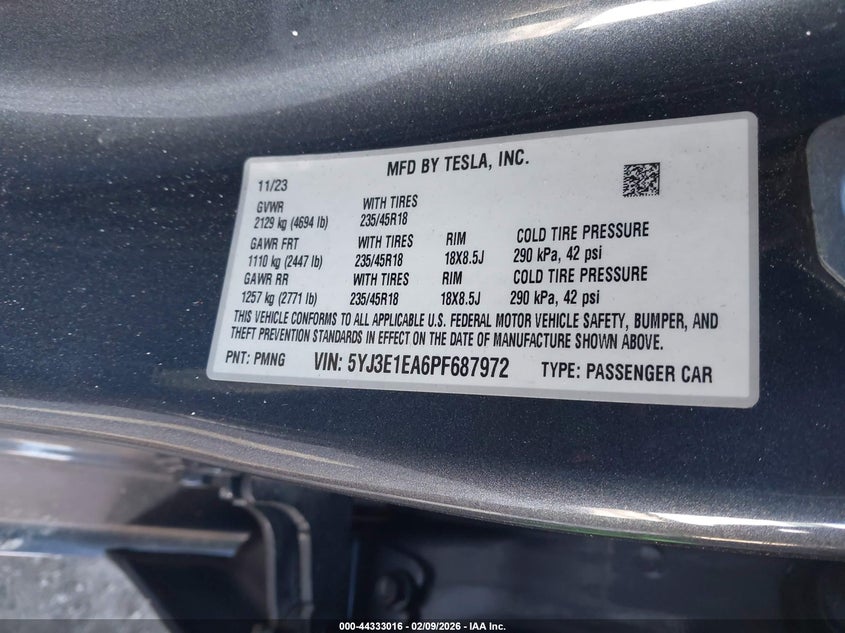 MFD BY TESLA, INC.
11/23
GVWR WITH TIRES
2129 kg (4694 lb) 235/45R18
GAWR FRT WITH TIRES RIM COLD TIRE PRESSURE
1110 kg (2447 lb) 235/45R18 18X8.5J 290 kPa, 42 psi
GAWR RR WITH TIRES RIM COLD TIRE PRESSURE
1257 kg (2771 lb) 235/45R18 18X8.5J 290 kPa, 42 psi
THIS VEHICLE CONFORMS TO ALL APPLICABLE U.S. FEDERAL MOTOR VEHICLE SAFETY, BUMPER, AND
THEFT PREVENTION STANDARDS IN EFFECT ON THE DATE OF MANUFACTURE SHOWN ABOVE.
PNT: PMNG VIN: 5YJ3E1EA6PF687972 TYPE: PASSENGER CAR
000-44333016 - 02/09/2026 - IAA Inc.